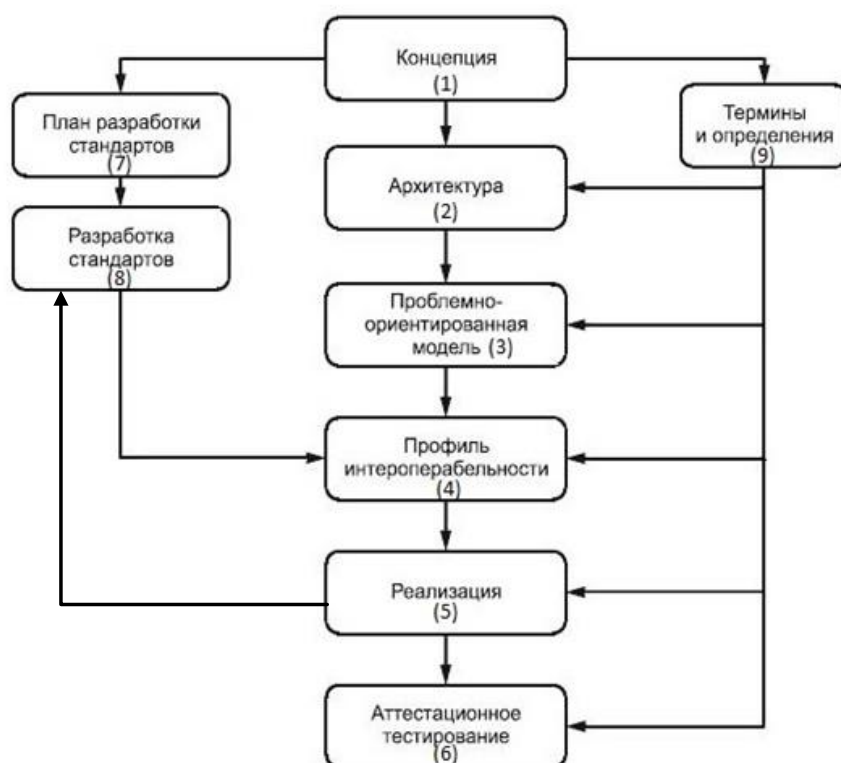 Концепция
(1)
План разработки
стандартов
(7)
Термины
и определения
(9)
Архитектура
(2)
Разработка
стандартов
(8)
Проблемно-
ориентированная
модель (3)
Профиль
интероперабельности
(4)
Реализация
(5)
Аттестационное
тестирование
(6)